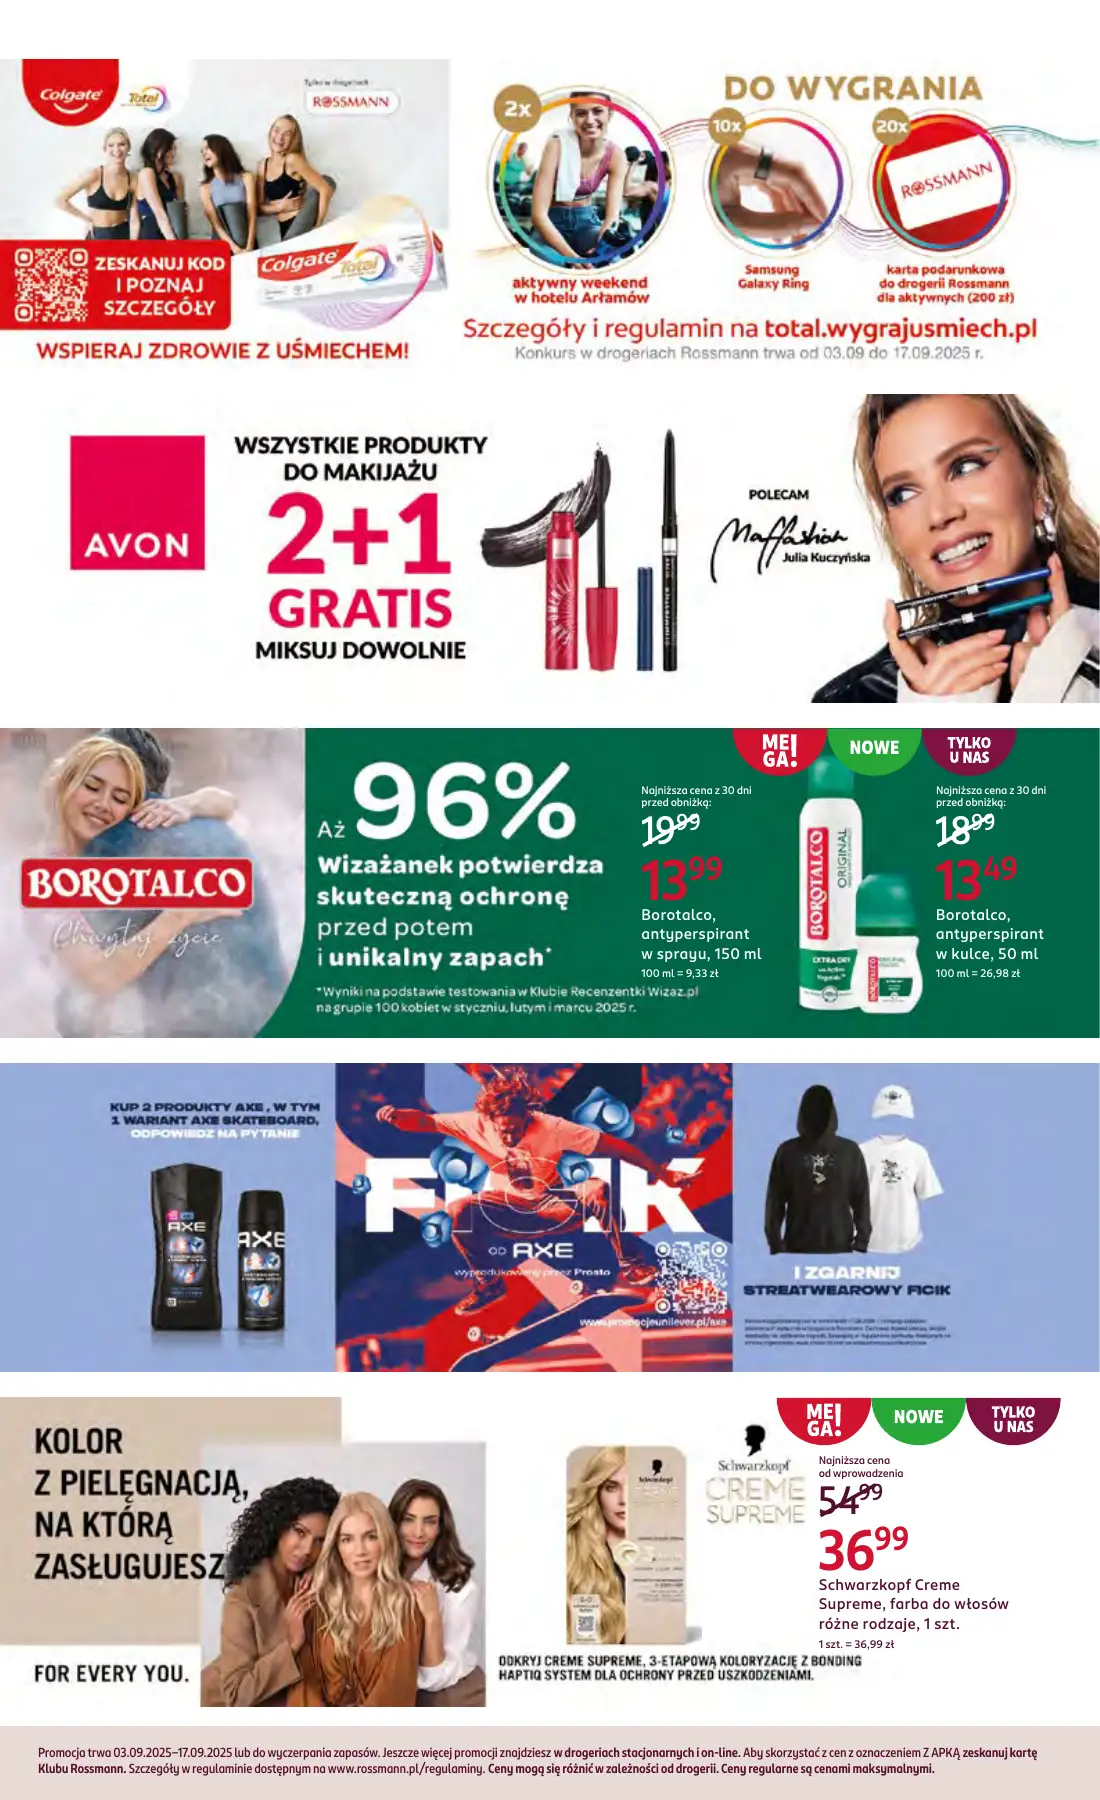 Colgate
Total
Tylko w drogeriach
ROSSMANN
ZESKANUJ KOD
I POZNAJ
SZCZEGÓŁY
Colgate Total
WSPIERAJ ZDROWIE Z UŚMIECHEM!
DO WYGRANIA
2x
10x
20x
ROSSMANN
aktywny weekend
w hotelu Arłamów
Samsung
Galaxy Ring
karta podarunkowa
do drogerii Rossmann
dla aktywnych (200 zł)
Szczegóły i regulamin na total.wygrajusmiech.pl
Konkurs w drogeriach Rossmann trwa od 03.09 do 17.09.2025 r.
AVON
WSZYSTKIE PRODUKTY
DO MAKIJAŻU
2+1
GRATIS
MIKSUJ DOWOLNIE
POLECAM
Maffashion
Julia Kuczyńska
BOROTALCO
Chwytaj życie
Aż 96%
Wizażanek potwierdza
skuteczną ochronę
przed potem
i unikalny zapach*
*Wyniki na podstawie testowania w Klubie Recenzentki Wizaz.pl
na grupie 100 kobiet w styczniu, lutym i marcu 2025 r.
MEGA!
NOWE
TYLKO
U NAS
Najniższa cena z 30 dni
przed obniżką:
19 99
13 99
Borotalco,
antyperspirant
w sprayu, 150 ml
100 ml = 9,33 zł
BOROTALCO
ORIGINAL
EXTRA DRY
BOROTALCO
Najniższa cena z 30 dni
przed obniżką:
18 99
13 49
Borotalco,
antyperspirant
w kulce, 50 ml
100 ml = 26,98 zł
KUP 2 PRODUKTY AXE, W TYM
1 WARIANT AXE SKATEBOARD,
ODPOWIEDZ NA PYTANIE
AXE
AXE
FICIK
OD AXE
wyprodukowany przez Prosto
www.promocjeunilever.pl/axe
I ZGARNIJ
STREATWEAROWY FICIK
KOLOR
Z PIELĘGNACJĄ,
NA KTÓRĄ
ZASŁUGUJESZ
FOR EVERY YOU.
Schwarzkopf
CREME
SUPREME
ODKRYJ CREME SUPREME, 3-ETAPOWĄ KOLORYZACJĘ Z BONDING
HAPTIQ SYSTEM DLA OCHRONY PRZED USZKODZENIAMI.
MEGA!
NOWE
TYLKO
U NAS
Najniższa cena
od wprowadzenia
54 99
36 99
Schwarzkopf Creme
Supreme, farba do włosów
różne rodzaje, 1 szt.
1 szt. = 36,99 zł
Promocja trwa 03.09.2025–17.09.2025 lub do wyczerpania zapasów. Jeszcze więcej promocji znajdziesz w drogeriach stacjonarnych i on-line. Aby skorzystać z cen z oznaczeniem Z APKĄ zeskanuj kartę
Klubu Rossmann. Szczegóły w regulaminie dostępnym na www.rossmann.pl/regulaminy. Ceny mogą się różnić w zależności od drogerii. Ceny regularne są cenami maksymalnymi.